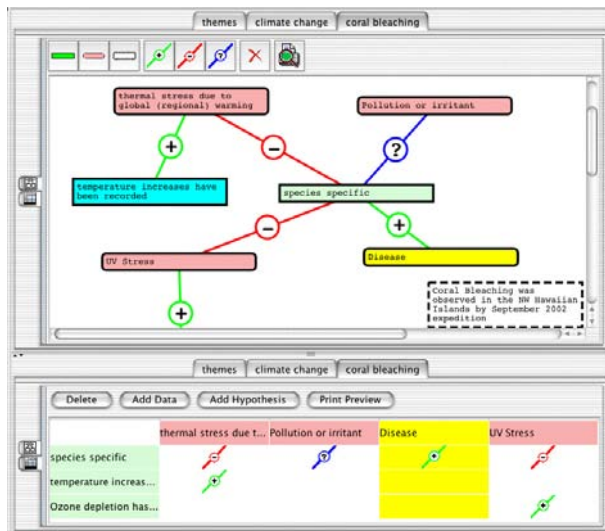 themes climate change coral bleaching
thermal stress due to
global (regional) warming
Pollution or irritant
+
−
?
temperature increases have
been recorded
species specific
−
+
UV Stress
Disease
+
Coral Bleaching was
observed in the NW Hawaiian
Islands by September 2002
expedition
themes climate change coral bleaching
Delete Add Data Add Hypothesis Print Preview
thermal stress due t... Pollution or irritant Disease UV Stress
species specific − ? + −
temperature increas... +
Ozone depletion has... +